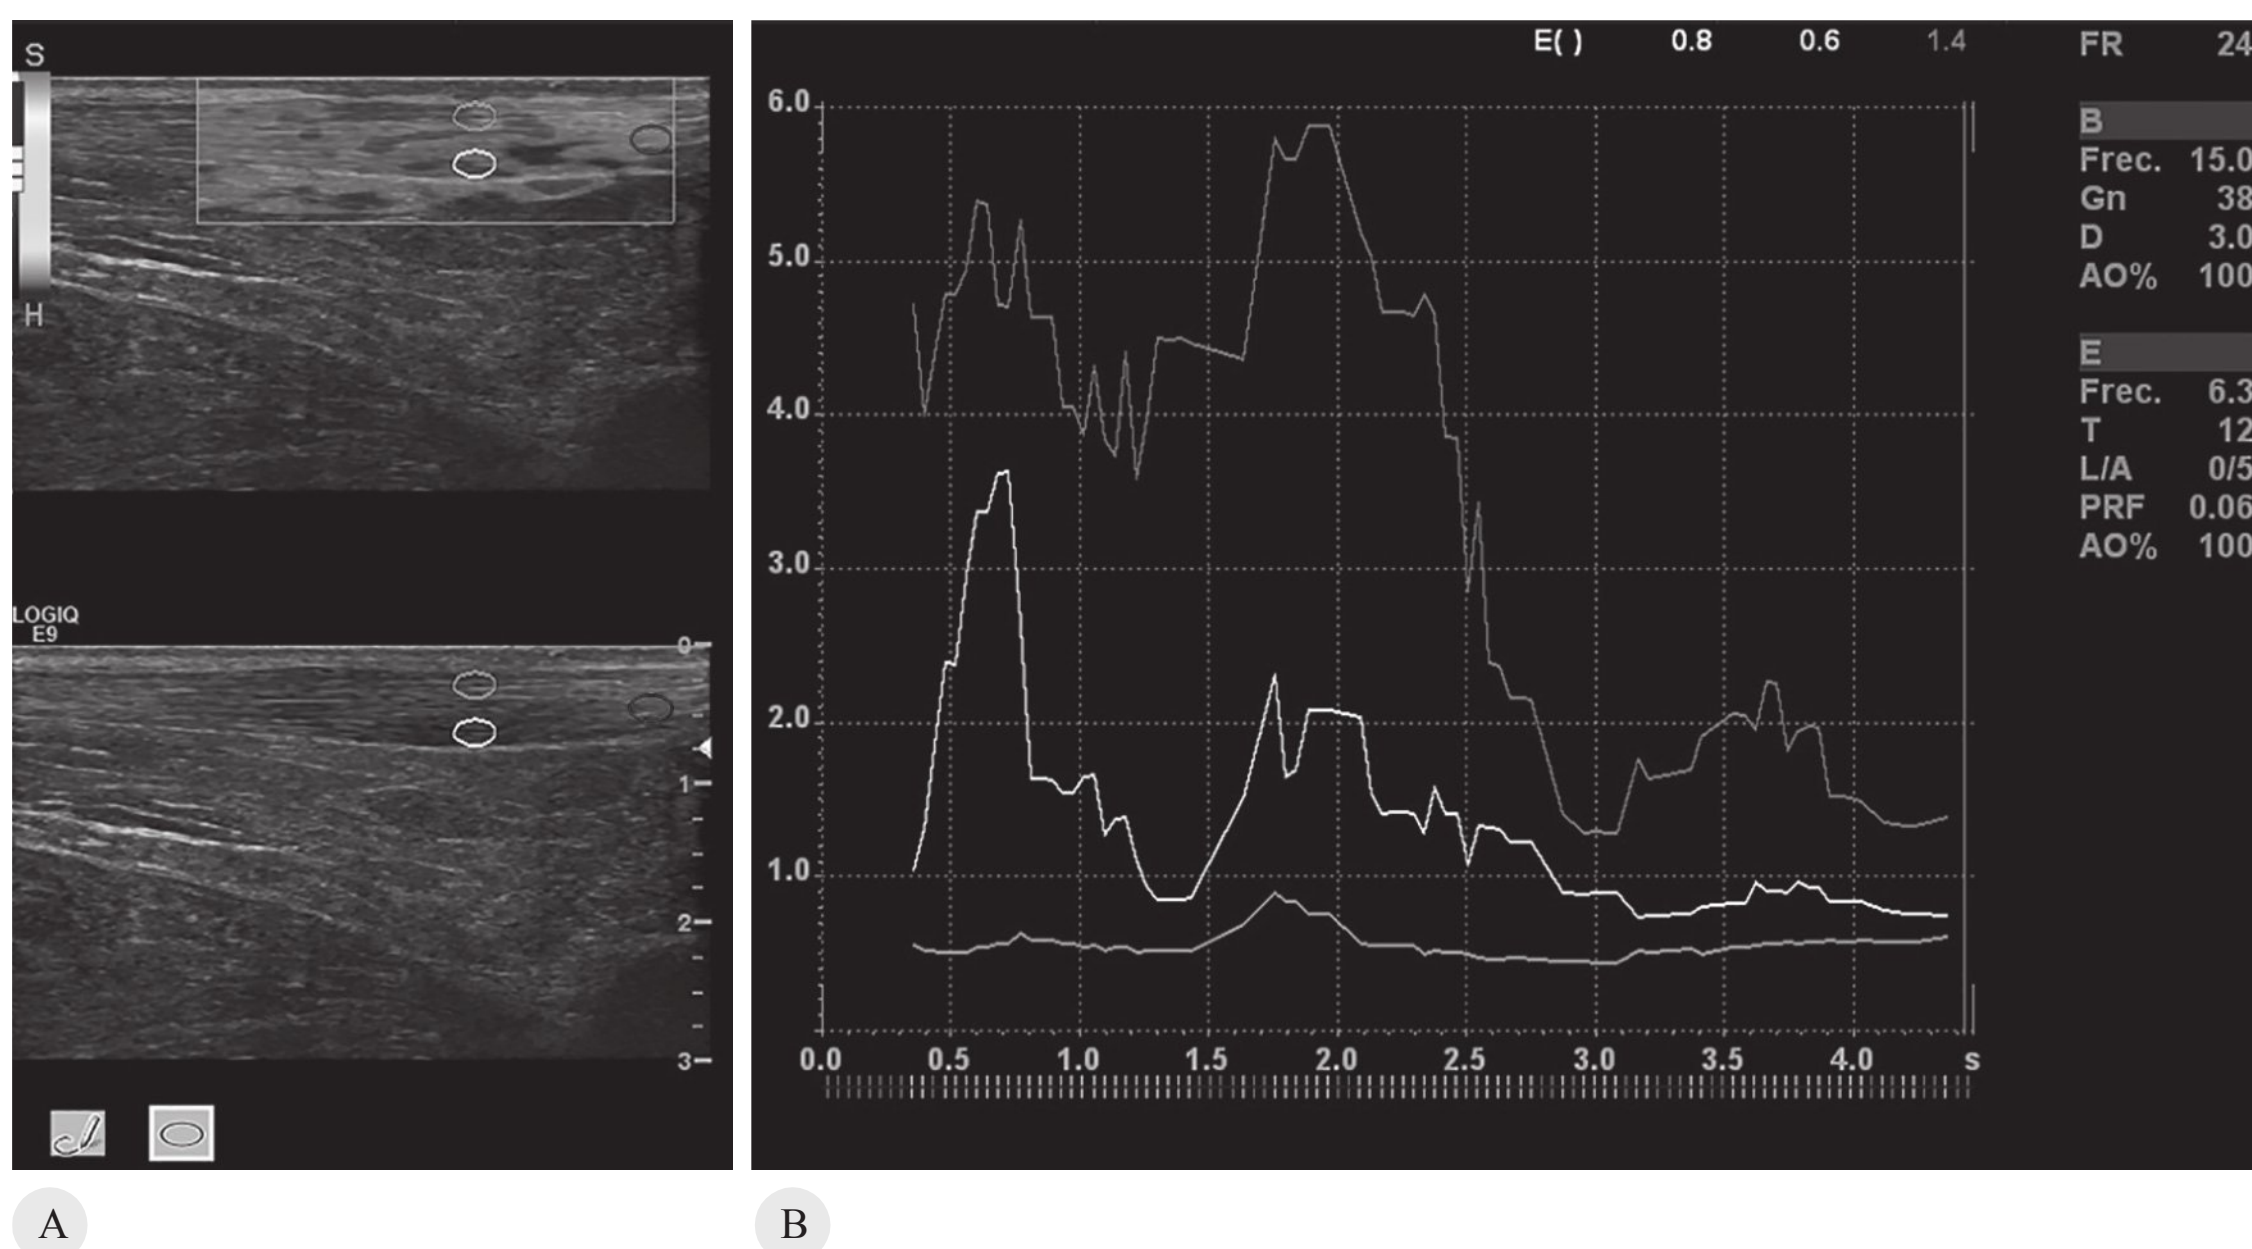 S
H
LOGIQ
E9
0
1
2
3
A
E( ) 0.8 0.6 1.4
6.0
5.0
4.0
3.0
2.0
1.0
0.0 0.5 1.0 1.5 2.0 2.5 3.0 3.5 4.0 s
FR 24
B
Frec. 15.0
Gn 38
D 3.0
AO% 100
E
Frec. 6.3
T 12
L/A 0/5
PRF 0.06
AO% 100
B